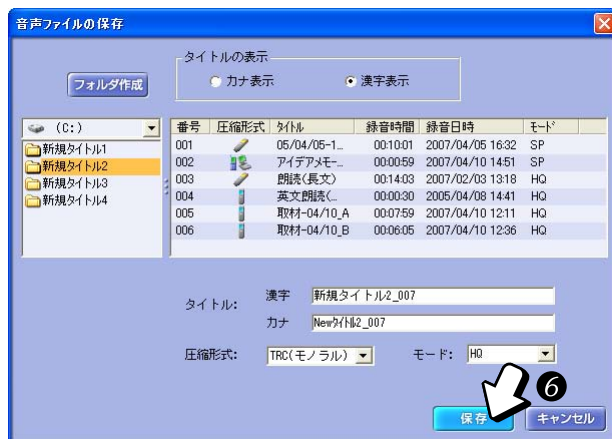 音声ファイルの保存
タイトルの表示
フォルダ作成
カナ表示 漢字表示
(C:)
新規タイトル1
新規タイトル2
新規タイトル3
新規タイトル4
番号 圧縮形式 タイトル 録音時間 録音日時 モード
001 05/04/05-1... 00:10:01 2007/04/05 16:32 SP
002 アイデアメモ-... 00:00:59 2007/04/10 14:51 SP
003 朗読(長文) 00:14:03 2007/02/03 13:18 HQ
004 英文朗読(... 00:00:30 2005/04/08 14:41 HQ
005 取材-04/10_A 00:07:59 2007/04/10 12:11 HQ
006 取材-04/10_B 00:06:05 2007/04/10 12:36 HQ
タイトル:
漢字 新規タイトル2_007
カナ Newタイトル2_007
圧縮形式: TRC(モノラル) モード: HQ
6
保存 キャンセル